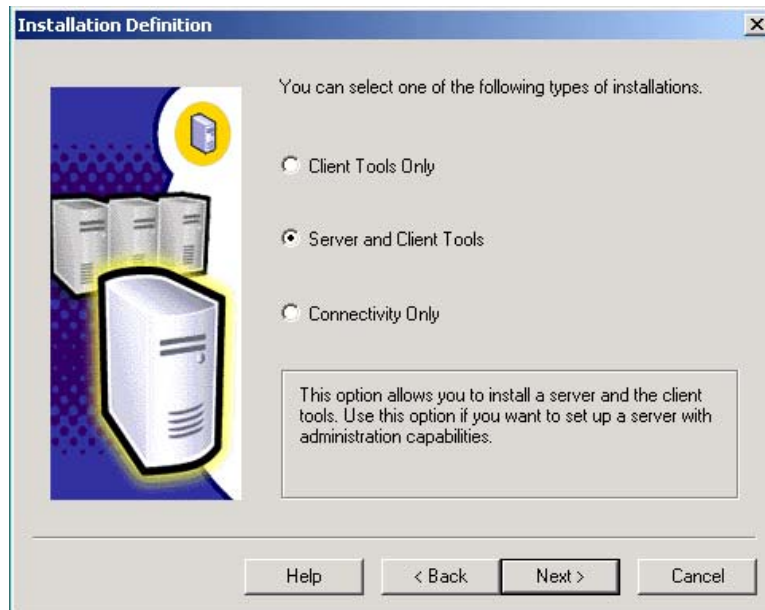 Installation Definition
You can select one of the following types of installations.
Client Tools Only
Server and Client Tools
Connectivity Only
This option allows you to install a server and the client
tools. Use this option if you want to set up a server with
administration capabilities.
Help
< Back
Next >
Cancel